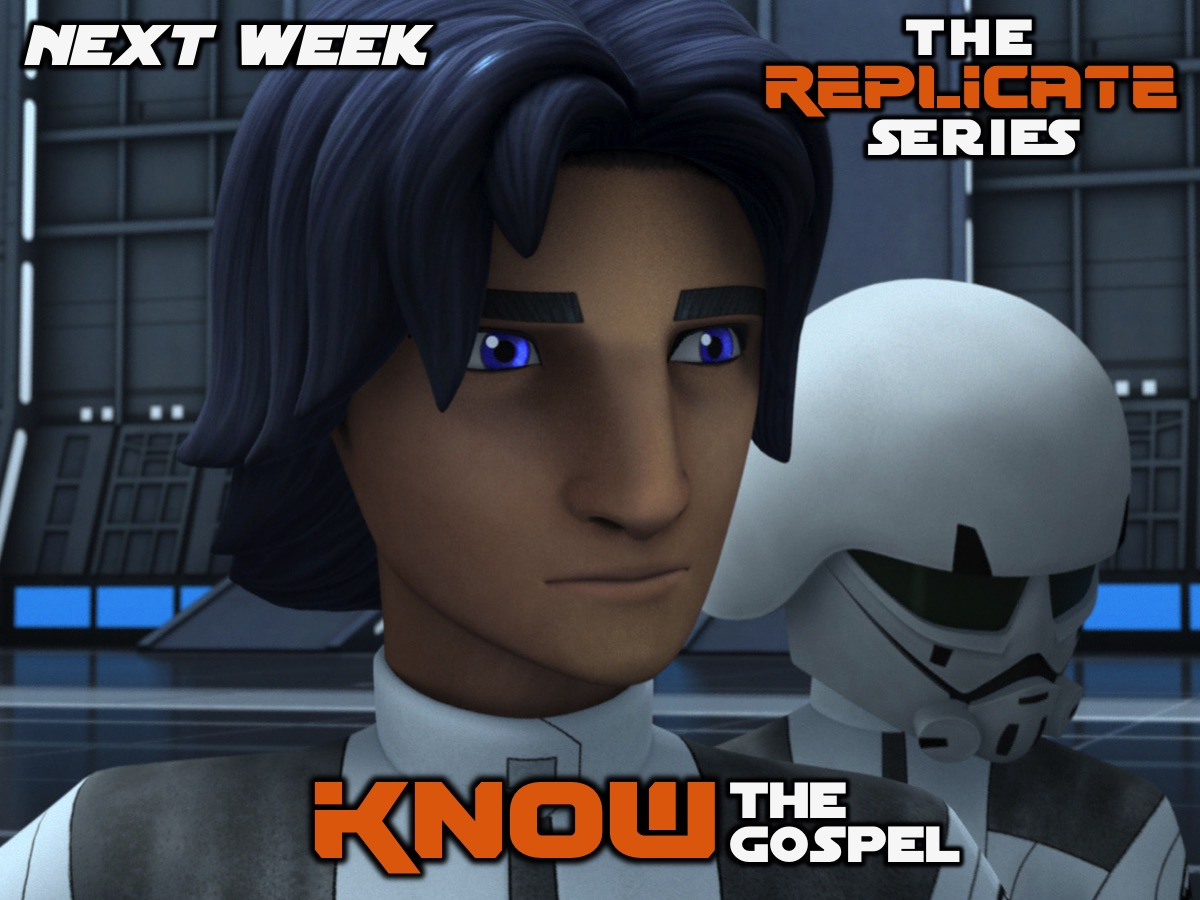 NEXT WEEK
THE
REPLICATE
SERIES
KNOW THE
GOSPEL